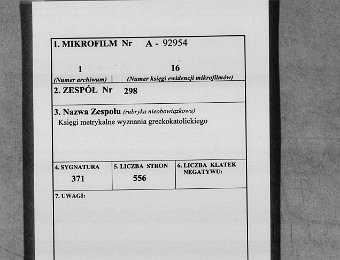 1. MIKROFILM Nr A - 92954
1 16
(Numer archiwum) (Numer księgi ewidencji mikrofilmów)
2. ZESPÓŁ Nr 298
3. Nazwa Zespołu (rubryka nieobowiązkowa)
Księgi metrykalne wyznania greckokatolickiego
4. SYGNATURA 5. LICZBA STRON 6. LICZBA KLATEK
NEGATYWU:
371 556
7. UWAGI: